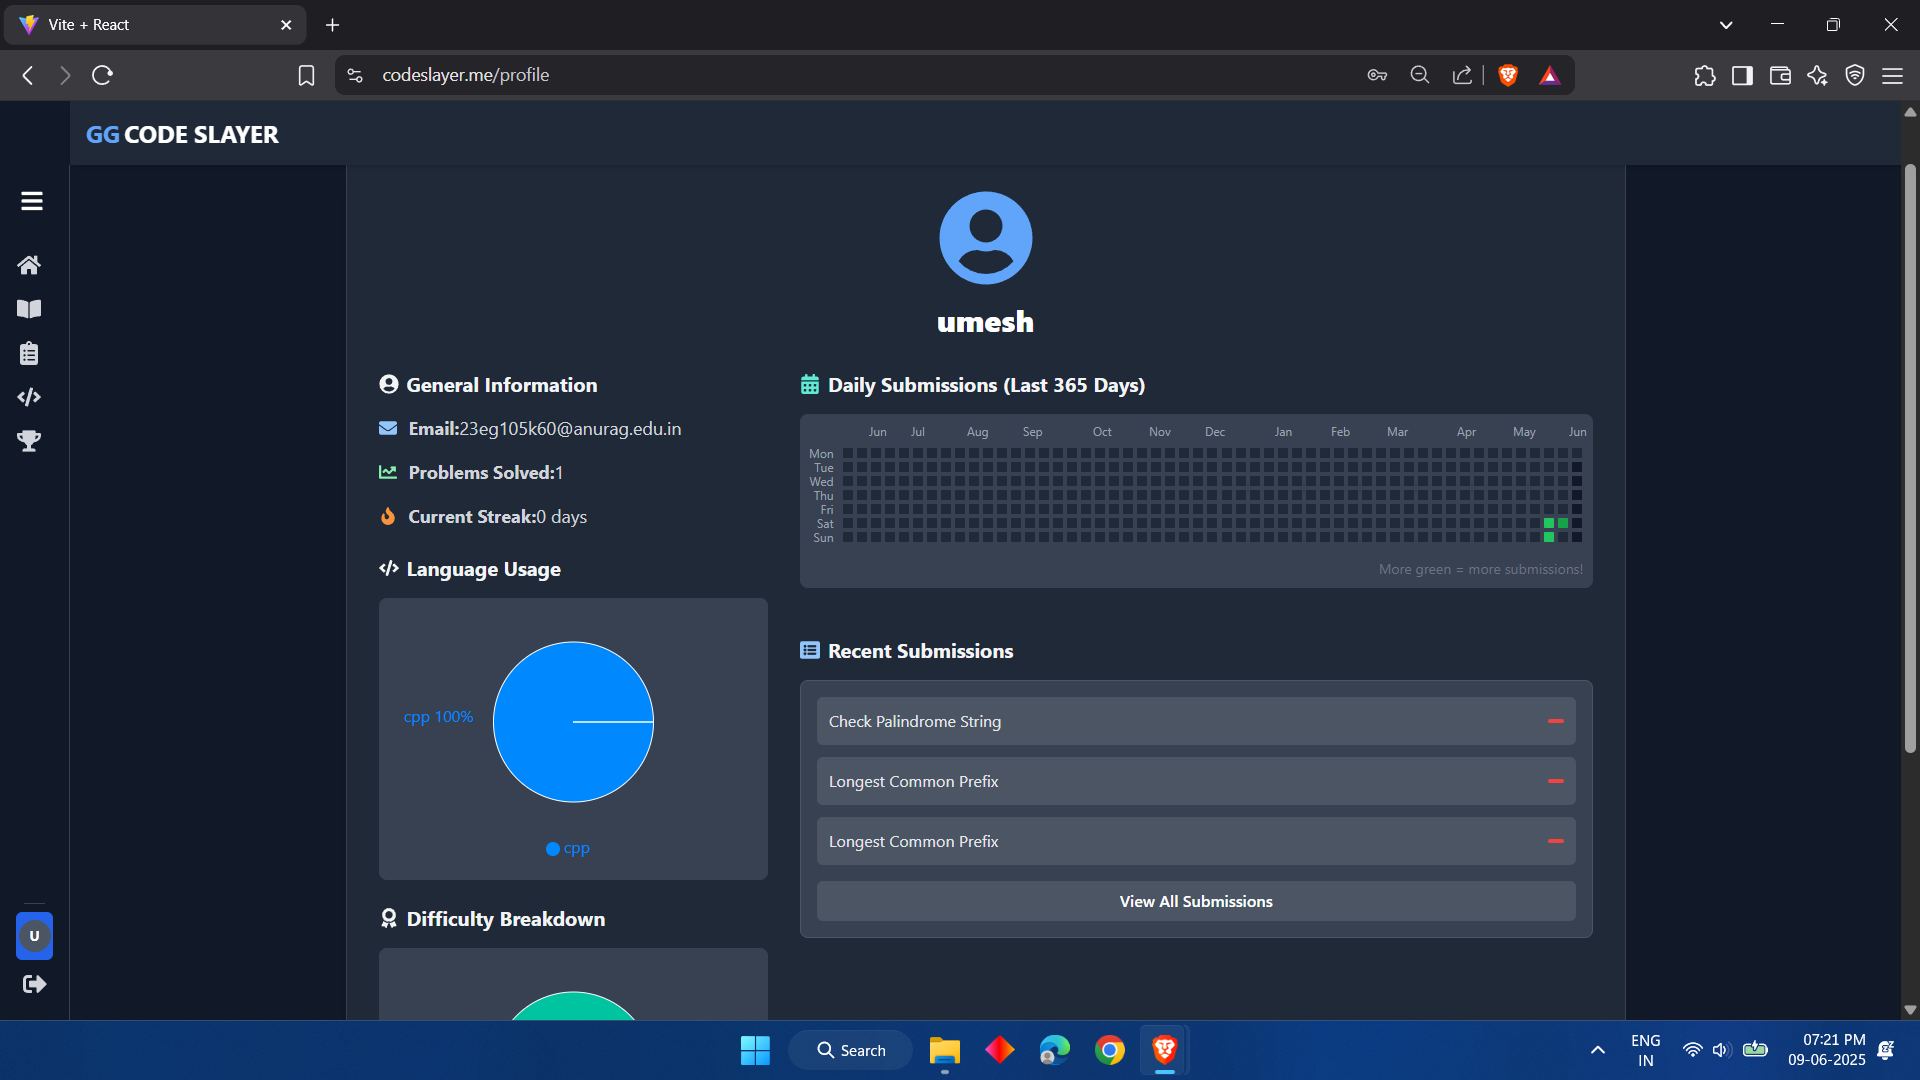 Vite + React
codeslayer.me/profile
GG CODE SLAYER
umesh
General Information
Email:23eg105k60@anurag.edu.in
Problems Solved:1
Current Streak:0 days
Language Usage
cpp 100%
cpp
Difficulty Breakdown
Daily Submissions (Last 365 Days)
Jun Jul Aug Sep Oct Nov Dec Jan Feb Mar Apr May Jun
Mon
Tue
Wed
Thu
Fri
Sat
Sun
More green = more submissions!
Recent Submissions
Check Palindrome String
Longest Common Prefix
Longest Common Prefix
View All Submissions
U
Search
ENG
IN
07:21 PM
09-06-2025